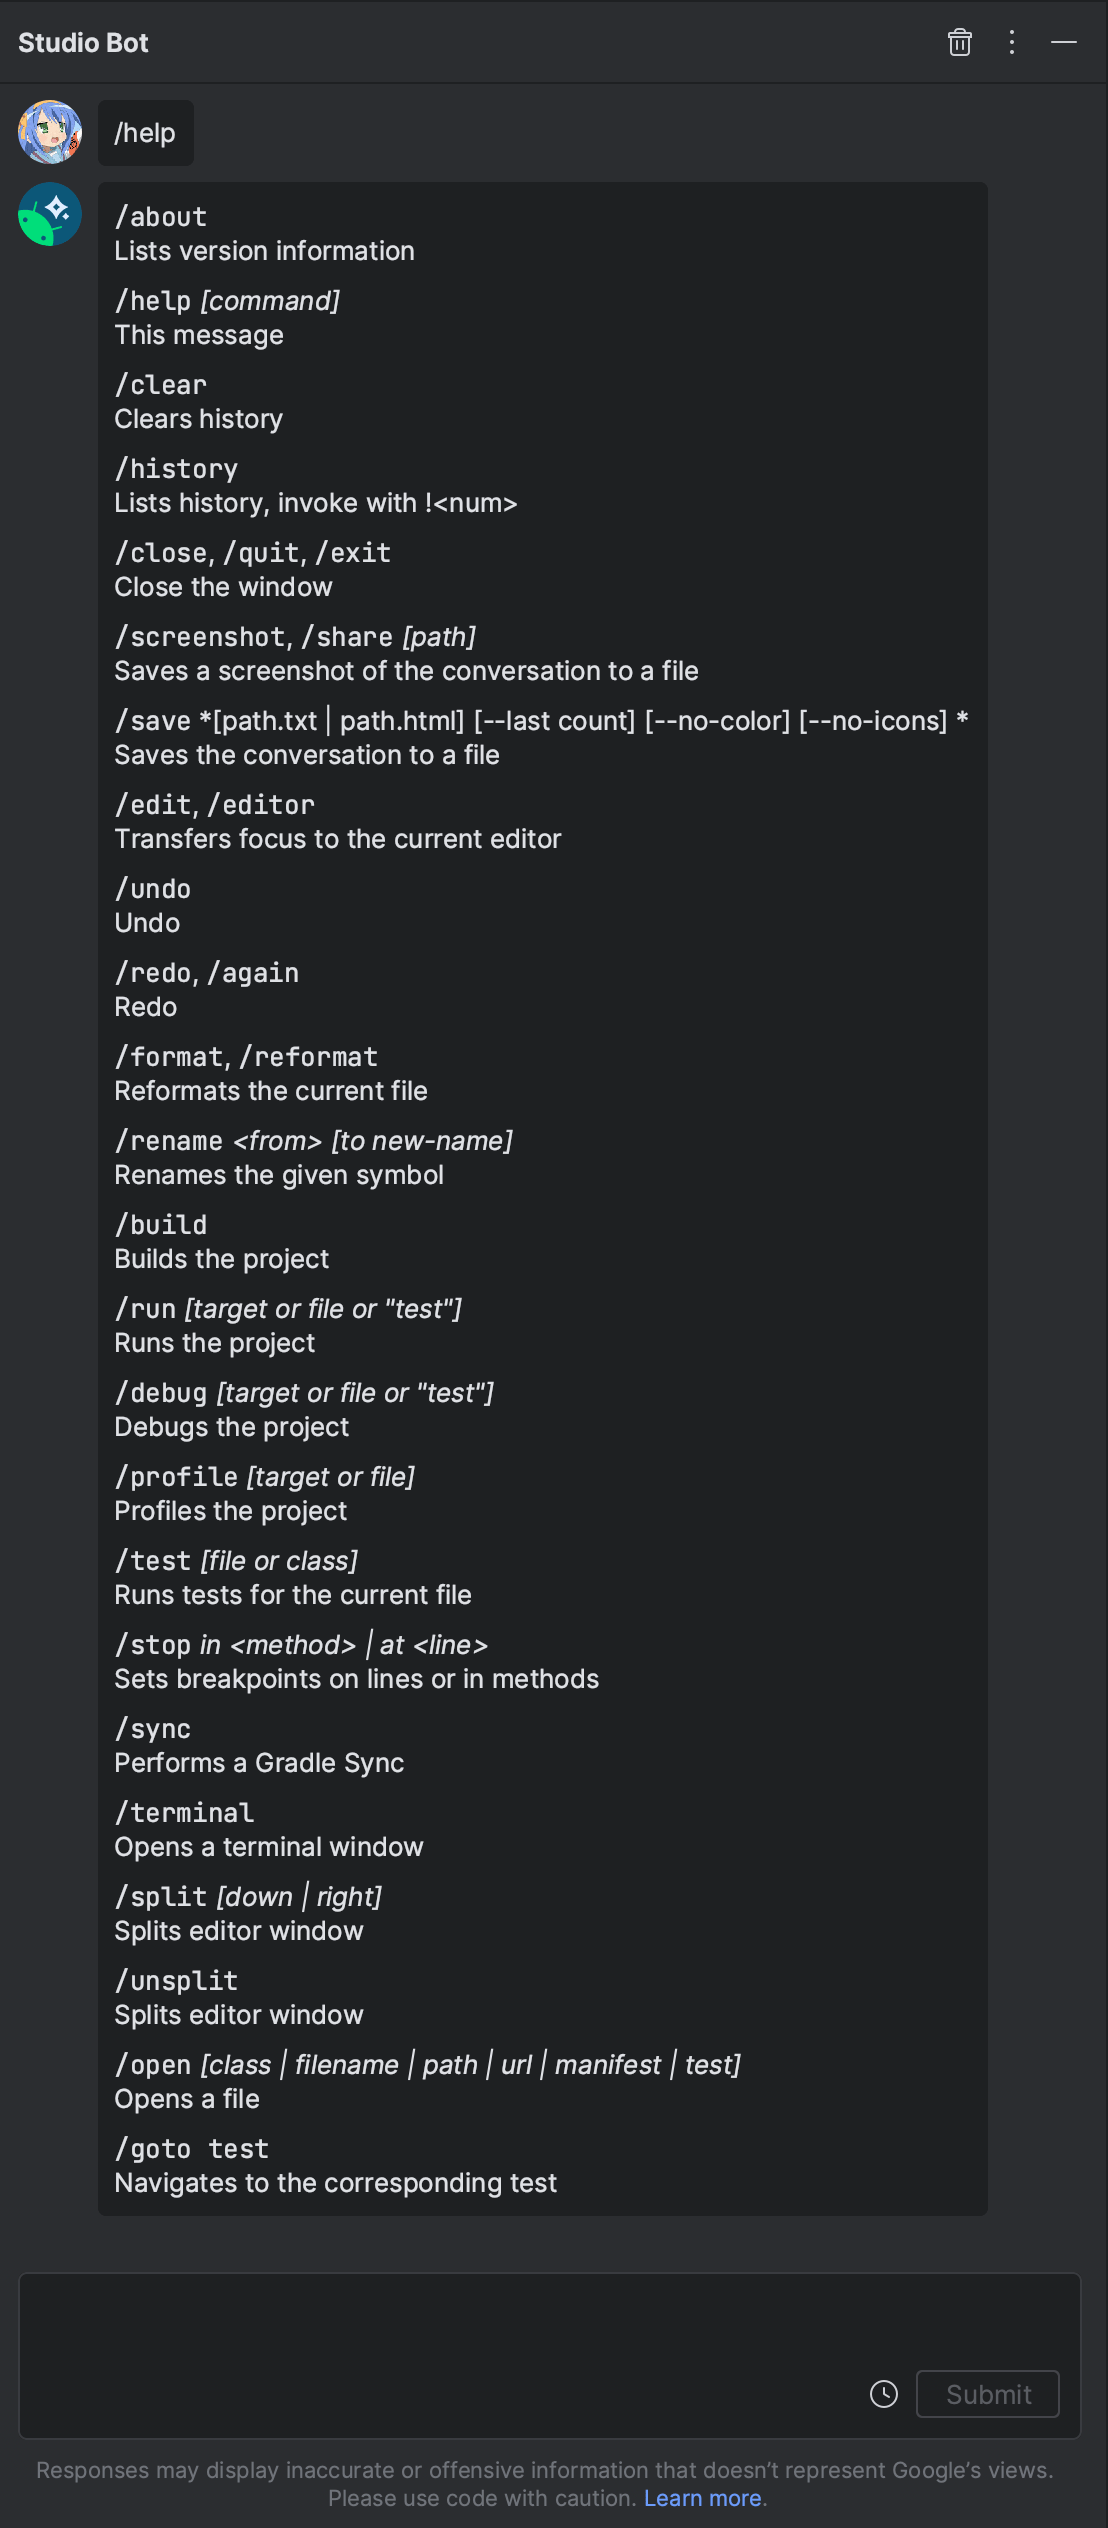 Studio Bot
/help
/about
Lists version information
/help [command]
This message
/clear
Clears history
/history
Lists history, invoke with !<num>
/close, /quit, /exit
Close the window
/screenshot, /share [path]
Saves a screenshot of the conversation to a file
/save *[path.txt | path.html] [--last count] [--no-color] [--no-icons] *
Saves the conversation to a file
/edit, /editor
Transfers focus to the current editor
/undo
Undo
/redo, /again
Redo
/format, /reformat
Reformats the current file
/rename <from> [to new-name]
Renames the given symbol
/build
Builds the project
/run [target or file or "test"]
Runs the project
/debug [target or file or "test"]
Debugs the project
/profile [target or file]
Profiles the project
/test [file or class]
Runs tests for the current file
/stop in <method> | at <line>
Sets breakpoints on lines or in methods
/sync
Performs a Gradle Sync
/terminal
Opens a terminal window
/split [down | right]
Splits editor window
/unsplit
Splits editor window
/open [class | filename | path | url | manifest | test]
Opens a file
/goto test
Navigates to the corresponding test
Submit
Responses may display inaccurate or offensive information that doesn’t represent Google’s views.
Please use code with caution. Learn more.